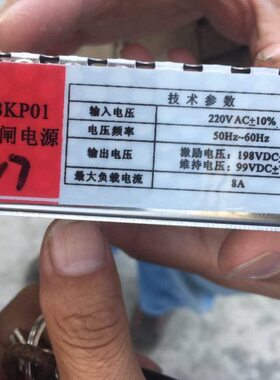 3KP01
闸电源
技术参数
输入电压 220V AC±10%
电压频率 50Hz~60Hz
输出电压 激励电压：198VDC
维持电压：99VDC±
最大负载电流 8A